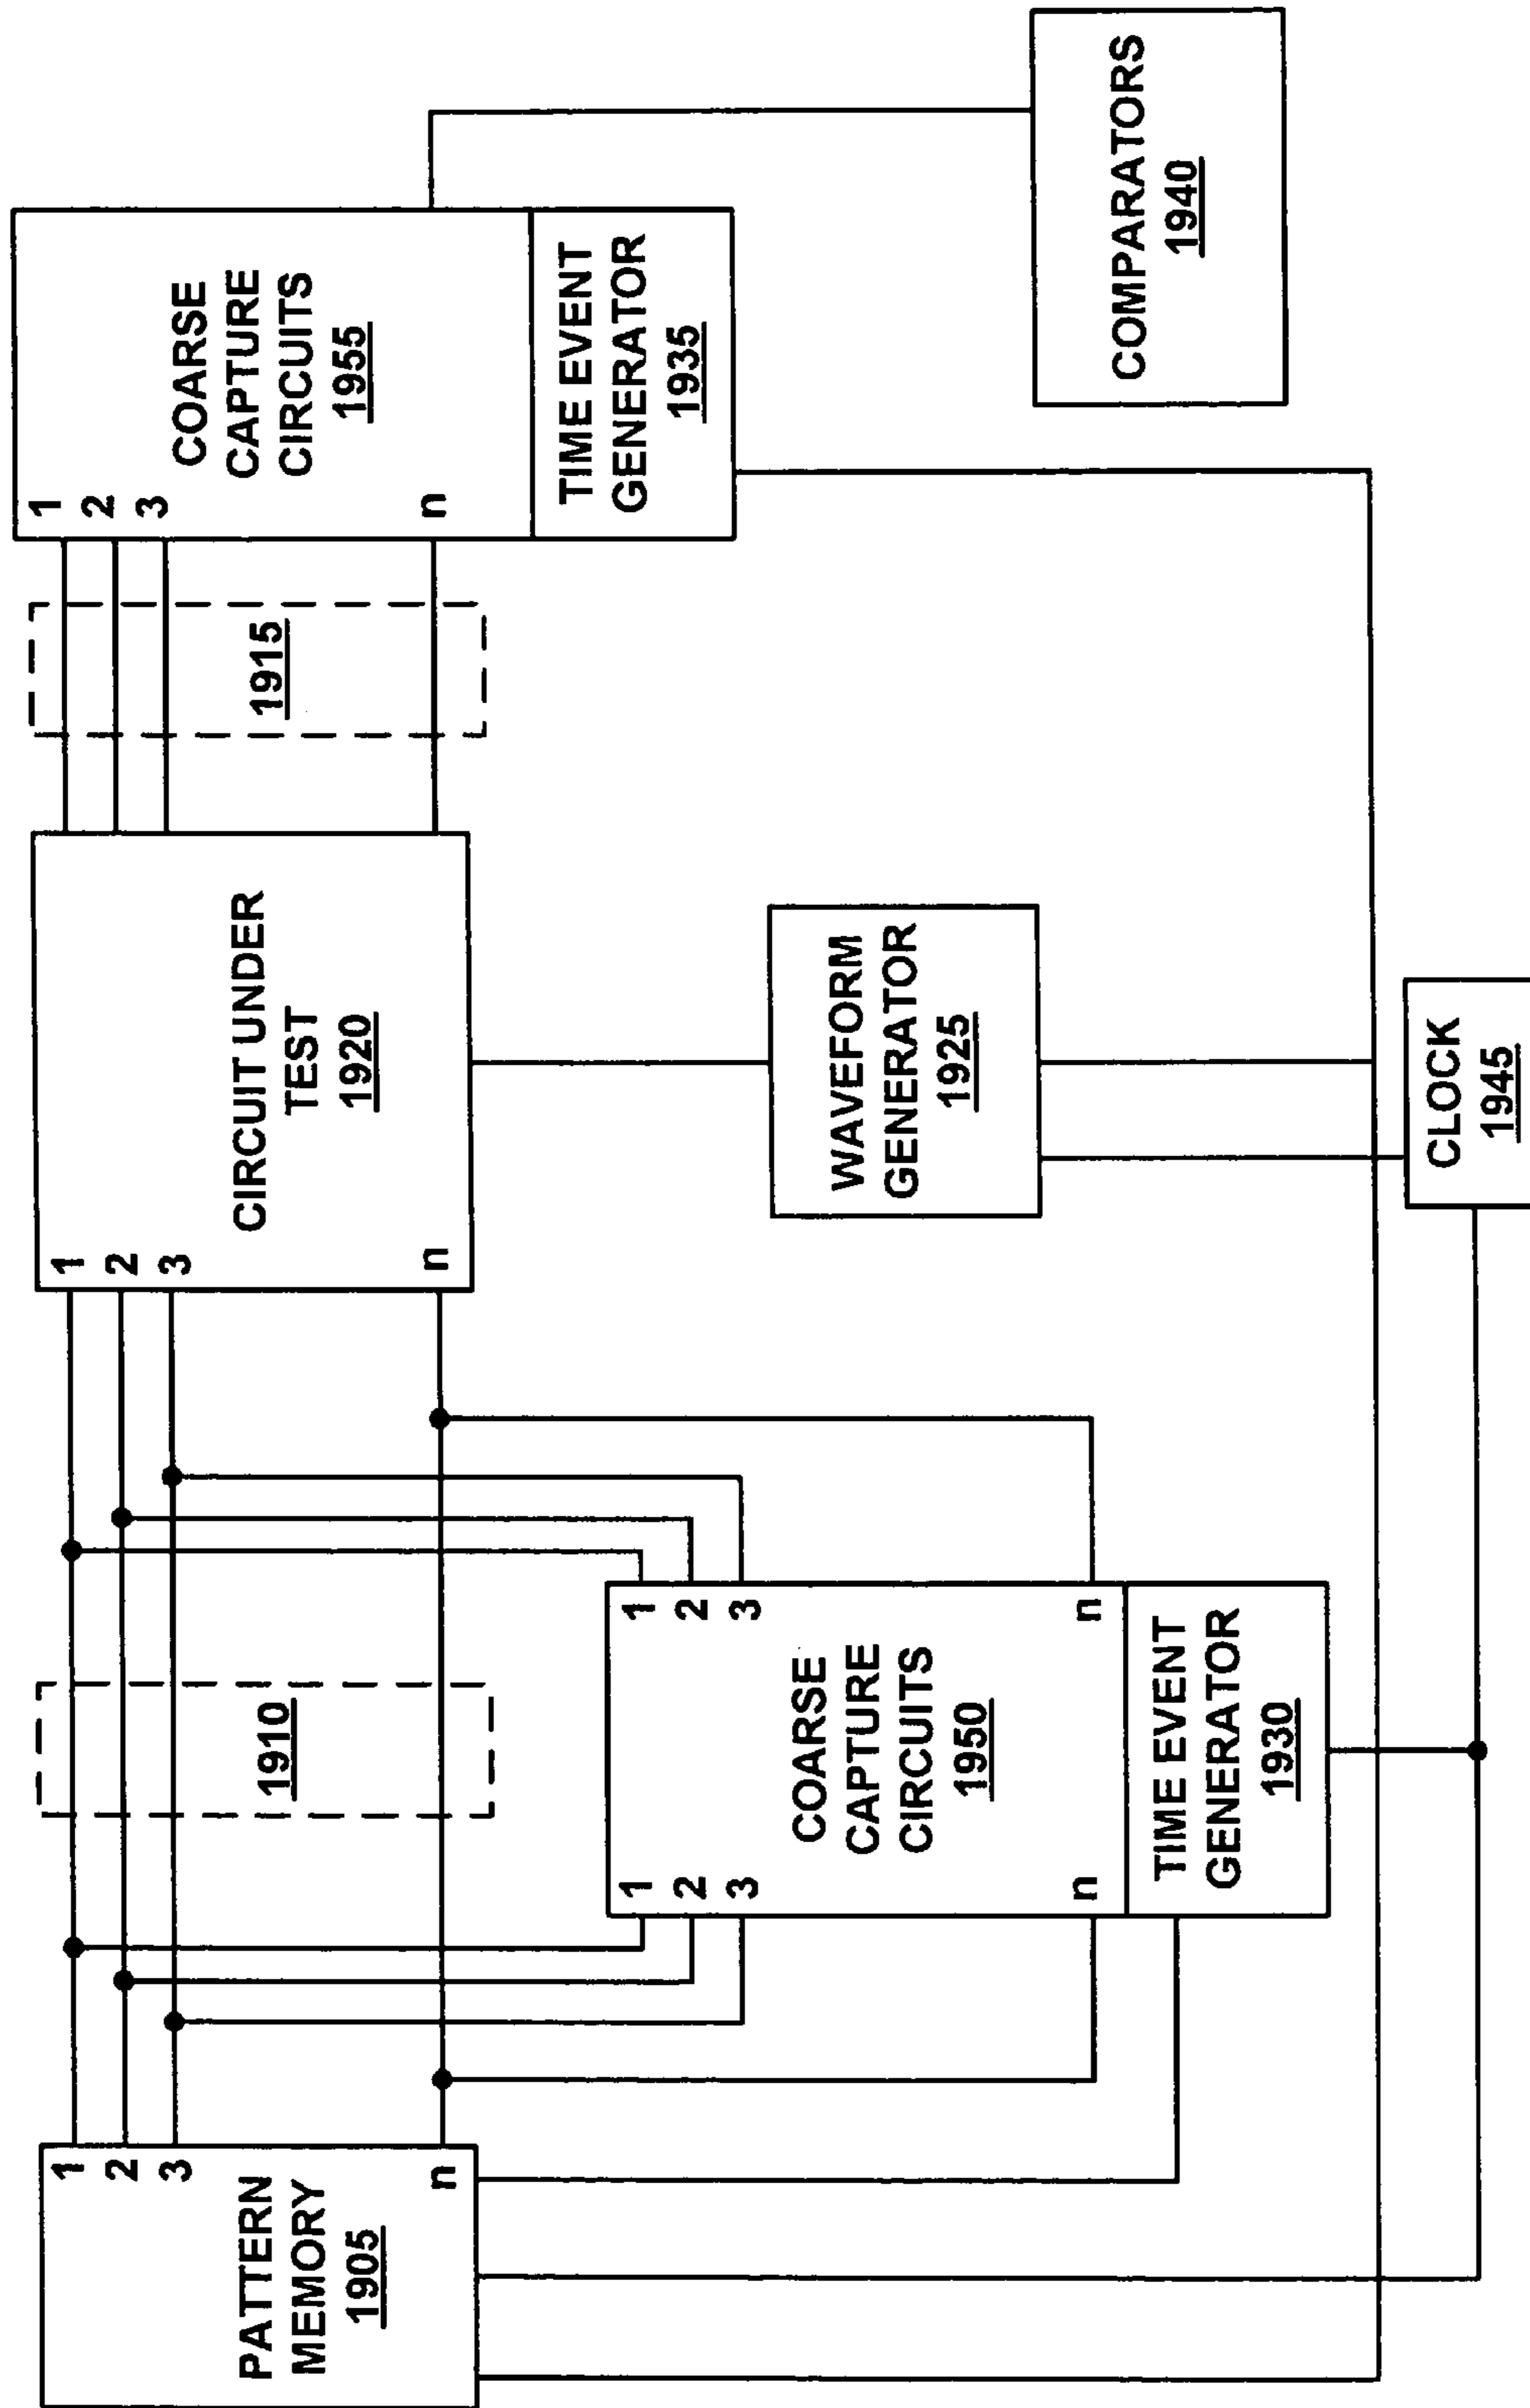 PATTERN
MEMORY
1905
1
2
3
n
1910
1
2
3
n
COARSE
CAPTURE
CIRCUITS
1950
1
2
3
n
TIME EVENT
GENERATOR
1930
1
2
3
n
CIRCUIT UNDER
TEST
1920
WAVEFORM
GENERATOR
1925
CLOCK
1945
1915
1
2
3
n
COARSE
CAPTURE
CIRCUITS
1955
TIME EVENT
GENERATOR
1935
COMPARATORS
1940